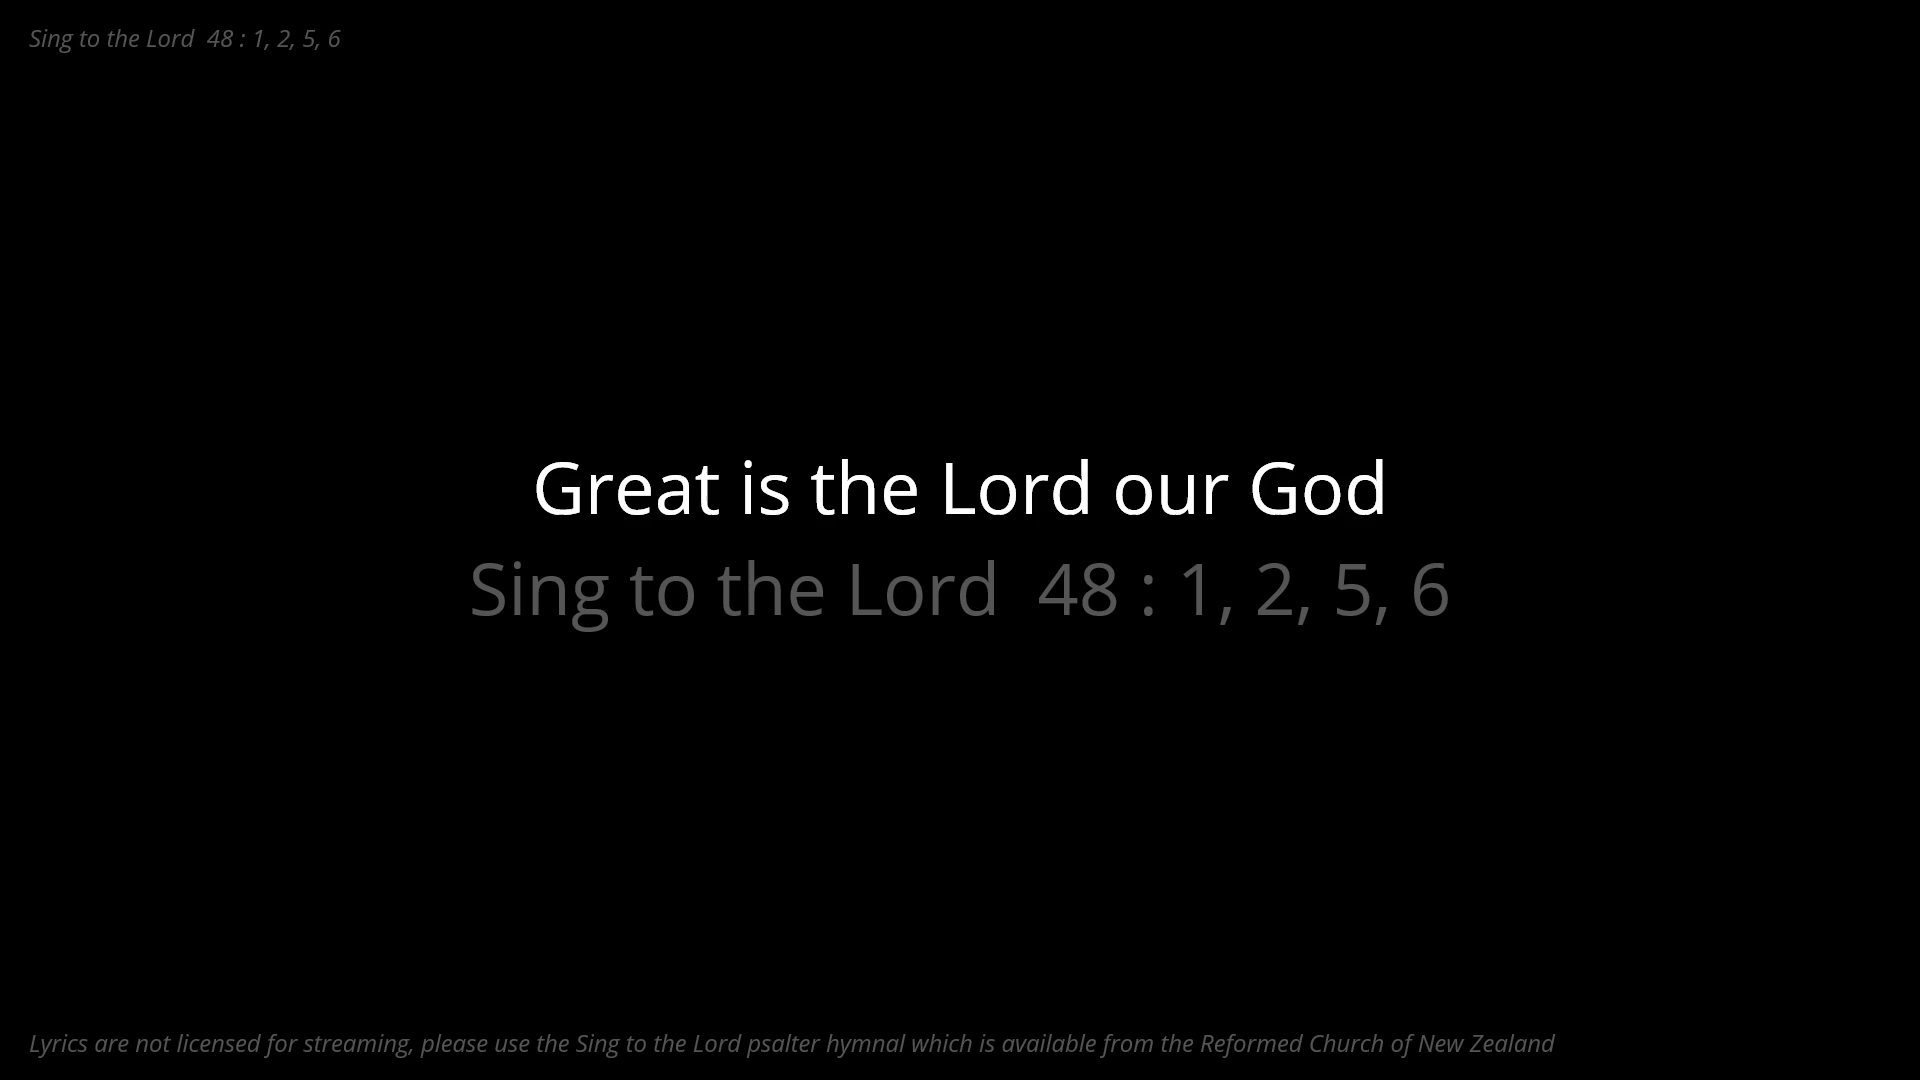 Sing to the Lord  48 : 1, 2, 5, 6
Great is the Lord our God
Sing to the Lord  48 : 1, 2, 5, 6
Lyrics are not licensed for streaming, please use the Sing to the Lord psalter hymnal which is available from the Reformed Church of New Zealand